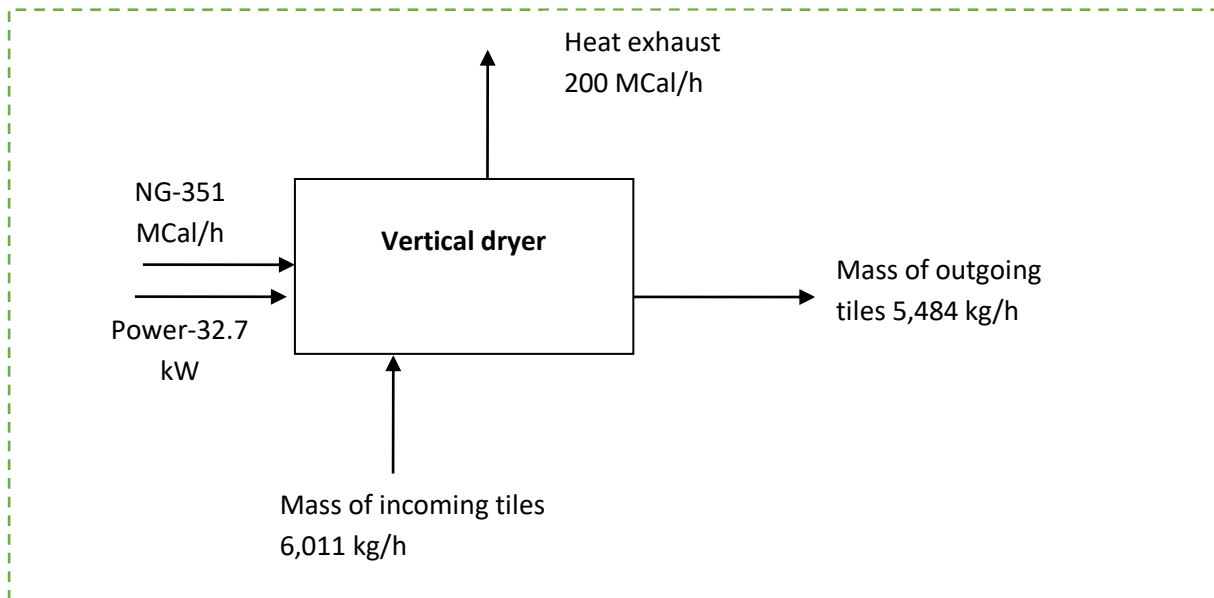 Heat exhaust
200 MCal/h
NG-351
MCal/h
Vertical dryer
Power-32.7
kW
Mass of outgoing
tiles 5,484 kg/h
Mass of incoming tiles
6,011 kg/h